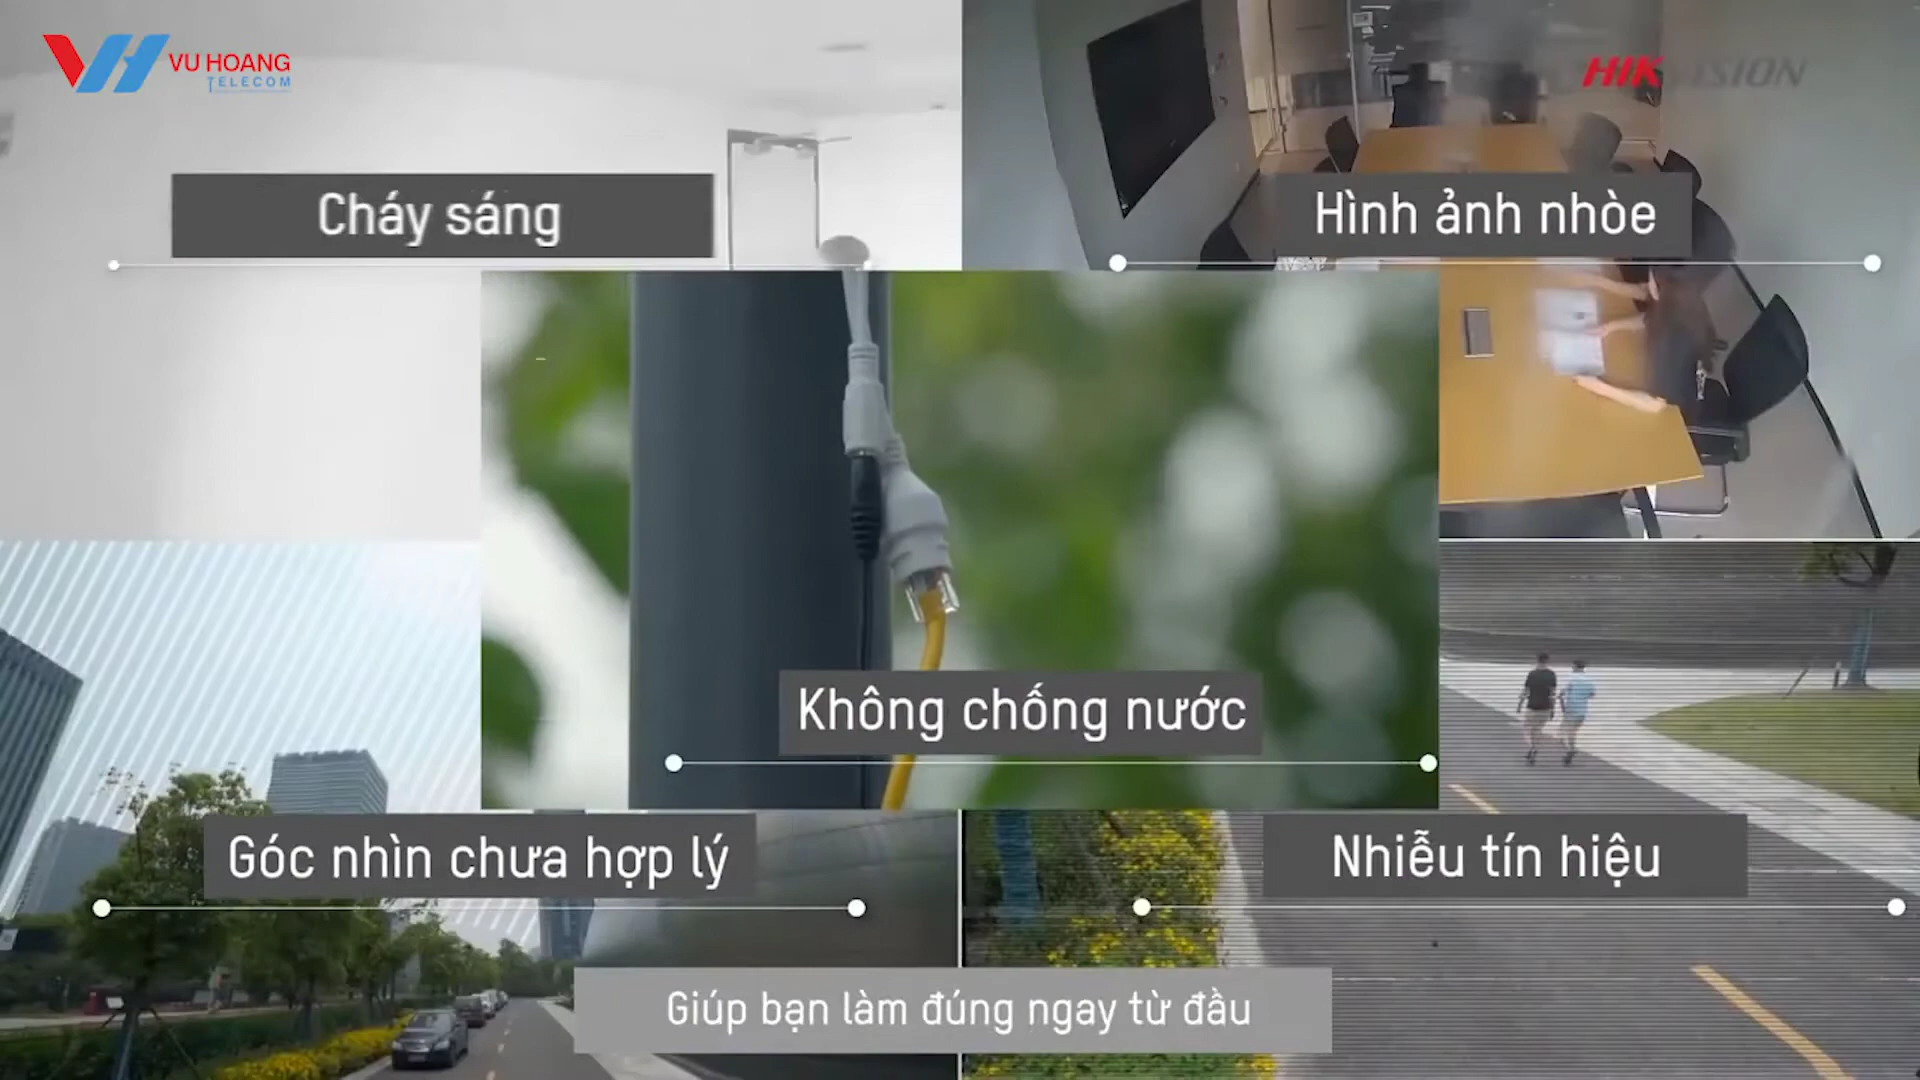 VU HOANG
TELECOM
HIKVISION
Cháy sáng
Hình ảnh nhòe
Không chống nước
Góc nhìn chưa hợp lý
Nhiễu tín hiệu
Giúp bạn làm đúng ngay từ đầu